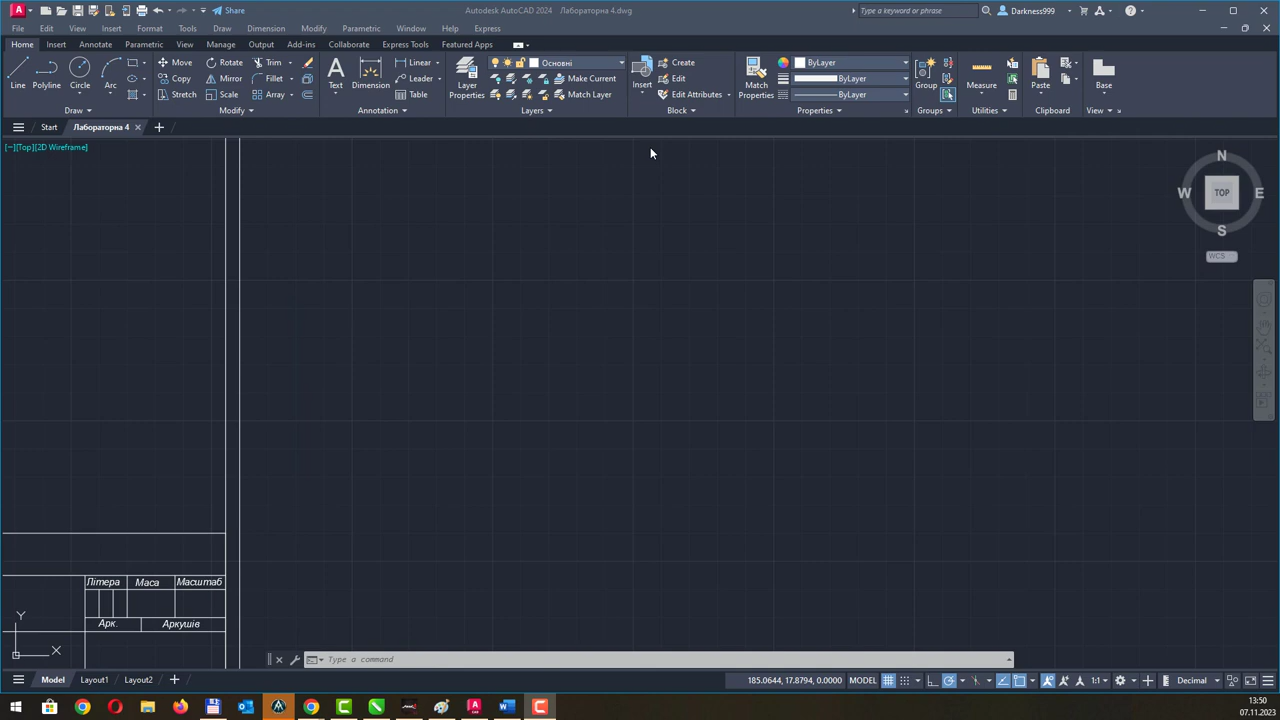 Share
Autodesk AutoCAD 2024 Лабораторна 4.dwg
Type a keyword or phrase
Darkness999
File Edit View Insert Format Tools Draw Dimension Modify Parametric Window Help Express
Home Insert Annotate Parametric View Manage Output Add-ins Collaborate Express Tools Featured Apps
Line Polyline Circle Arc
Move Rotate Trim
Copy Mirror Fillet
Stretch Scale Array
Text Dimension
Linear
Leader
Table
Layer Properties
Основні
Make Current
Match Layer
Insert
Create
Edit
Edit Attributes
Match Properties
ByLayer
ByLayer
ByLayer
Group
Measure
Paste
Base
Draw Modify Annotation Layers Block Properties Groups Utilities Clipboard View
Start Лабораторна 4
[−][Top][2D Wireframe]
N
W TOP E
S
WCS
Літера Маса Масштаб
Арк. Аркушів
Y
X
Type a command
Model Layout1 Layout2
185.0644, 17.8794, 0.0000 MODEL
1:1
Decimal
13:50
07.11.2023